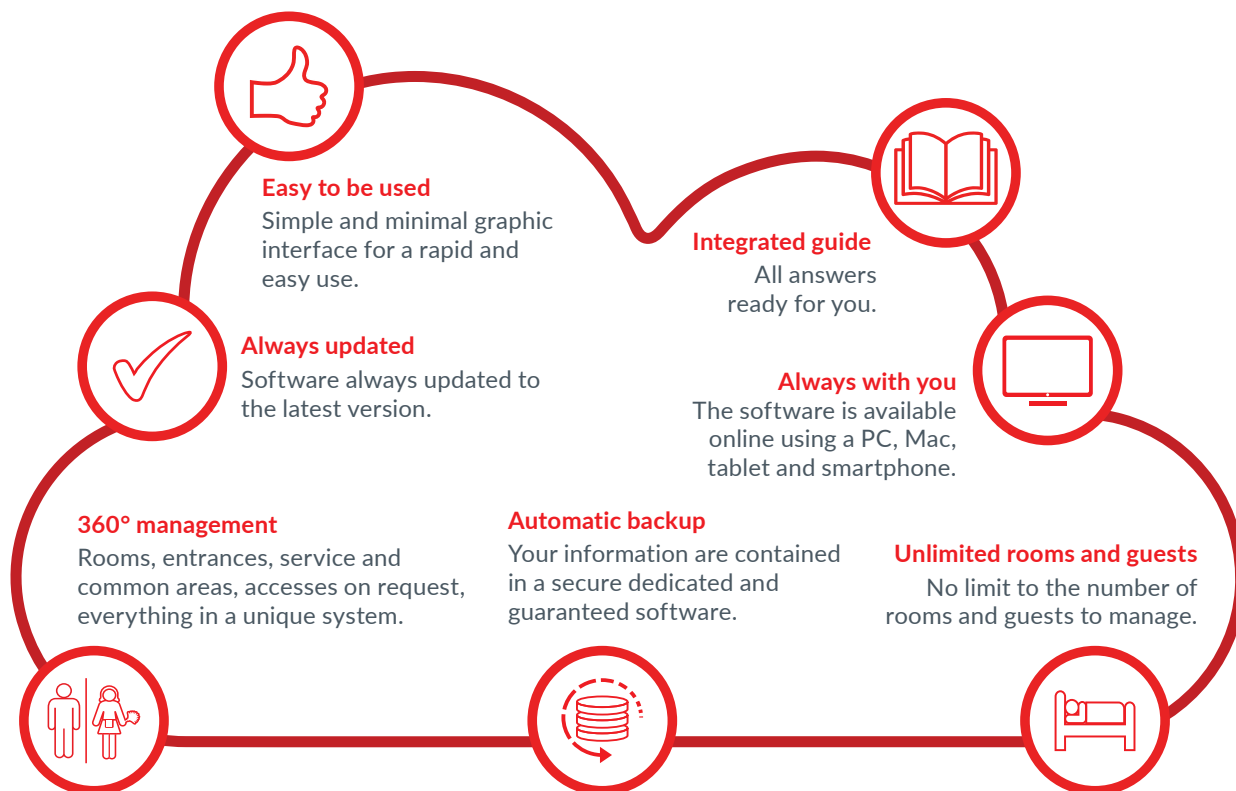 Easy to be used
Simple and minimal graphic
interface for a rapid and
easy use.
Integrated guide
All answers
ready for you.
Always updated
Software always updated to
the latest version.
Always with you
The software is available
online using a PC, Mac,
tablet and smartphone.
360° management
Rooms, entrances, service and
common areas, accesses on request,
everything in a unique system.
Automatic backup
Your information are contained
in a secure dedicated and
guaranteed software.
Unlimited rooms and guests
No limit to the number of
rooms and guests to manage.